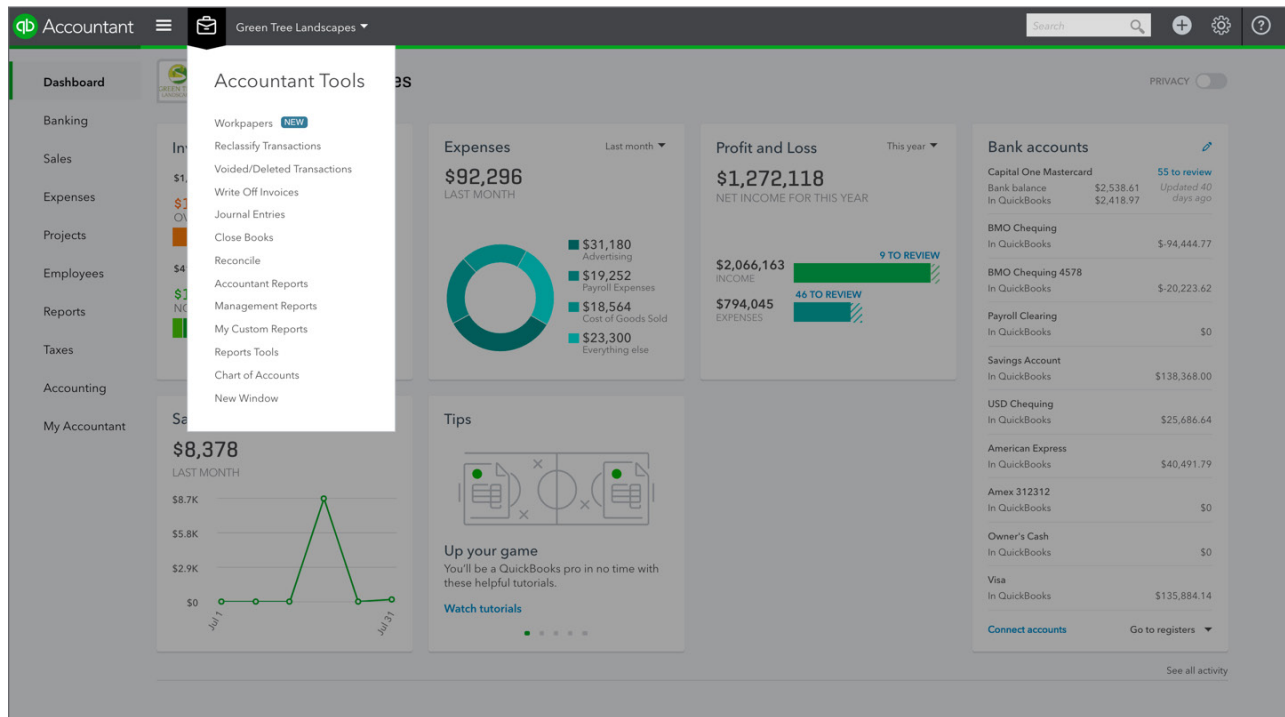 qb Accountant
Green Tree Landscapes
Search
Accountant Tools
Workpapers NEW
Reclassify Transactions
Voided/Deleted Transactions
Write Off Invoices
Journal Entries
Close Books
Reconcile
Accountant Reports
Management Reports
My Custom Reports
Reports Tools
Chart of Accounts
New Window
Dashboard
Banking
Sales
Expenses
Projects
Employees
Reports
Taxes
Accounting
My Accountant
PRIVACY
Expenses
Last month
$92,296
LAST MONTH
$31,180
Advertising
$19,252
Payroll Expenses
$18,564
Cost of Goods Sold
$23,300
Everything else
Profit and Loss
This year
$1,272,118
NET INCOME FOR THIS YEAR
9 TO REVIEW
$2,066,163
INCOME
46 TO REVIEW
$794,045
EXPENSES
Bank accounts
Capital One Mastercard 55 to review
Bank balance $2,538.61 Updated 40
In QuickBooks $2,418.97 days ago
BMO Chequing
In QuickBooks $-94,444.77
BMO Chequing 4578
In QuickBooks $-20,223.62
Payroll Clearing
In QuickBooks $0
Savings Account
In QuickBooks $138,368.00
USD Chequing
In QuickBooks $25,686.64
American Express
In QuickBooks $40,491.79
Amex 312312
In QuickBooks $0
Owner's Cash
In QuickBooks $0
Visa
In QuickBooks $135,884.14
Connect accounts Go to registers
Sa
$8,378
LAST MONTH
$8.7K
$5.8K
$2.9K
$0
Jul 1
Jul 31
Tips
Up your game
You'll be a QuickBooks pro in no time with
these helpful tutorials.
Watch tutorials
See all activity